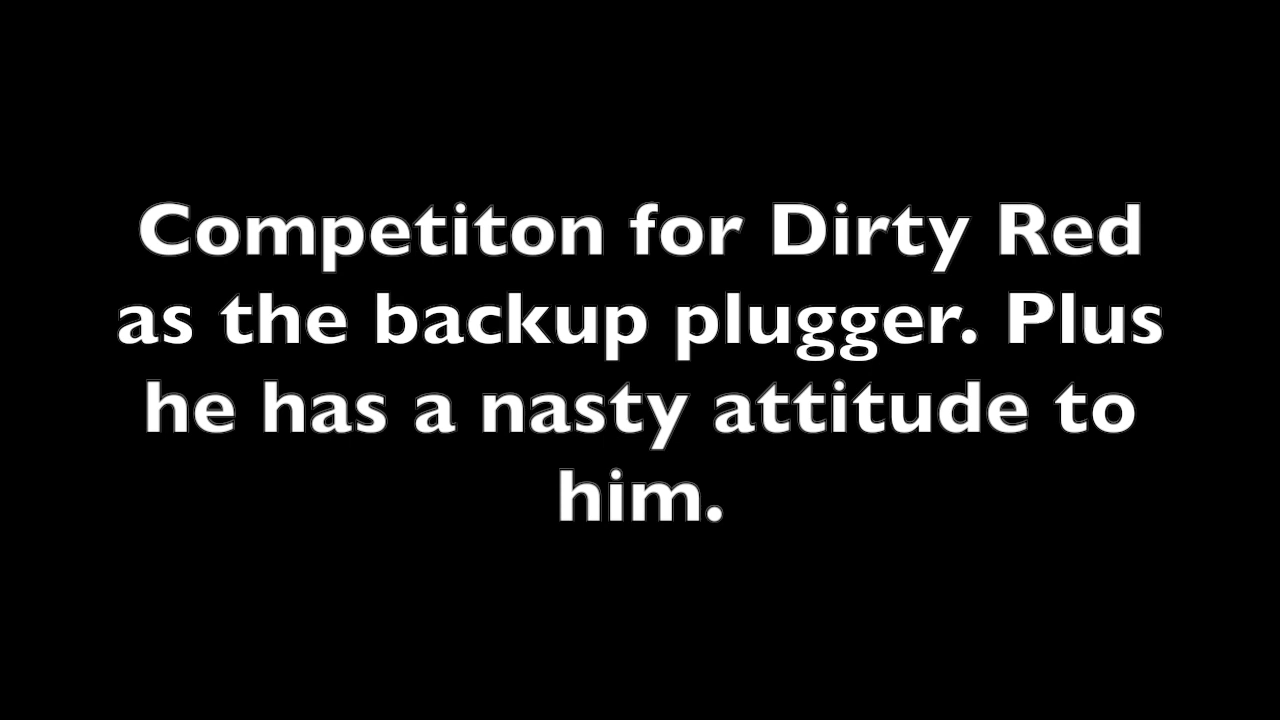 Competiton for Dirty Red
as the backup plugger. Plus
he has a nasty attitude to
him.